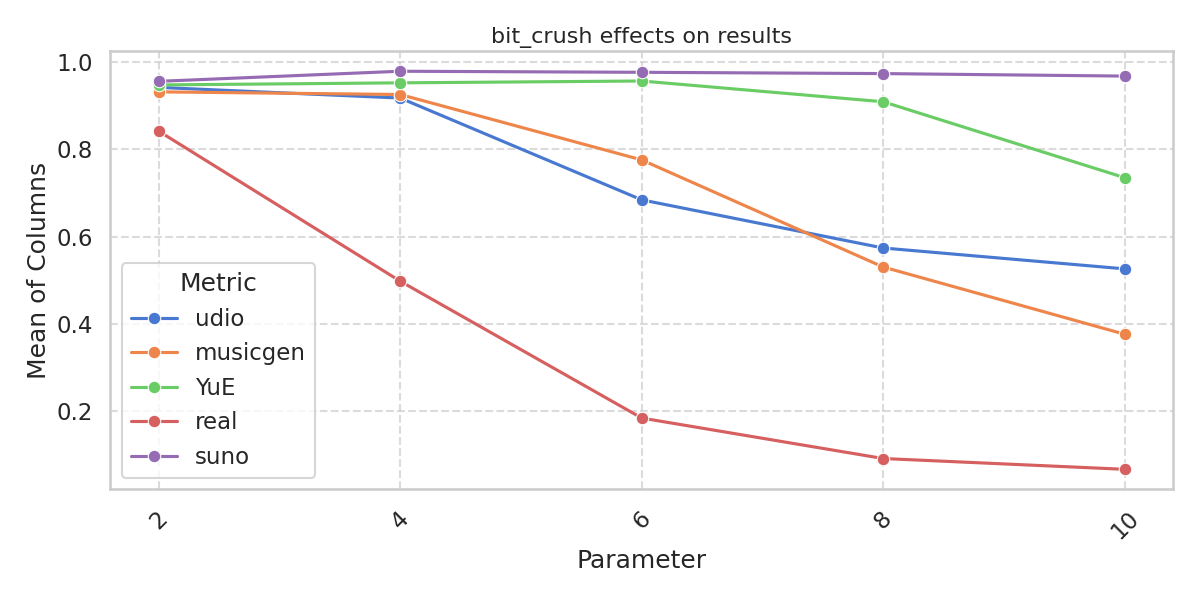 bit_crush effects on results
Mean of Columns
1.0
0.8
0.6
0.4
0.2
Metric
udio
musicgen
YuE
real
suno
2 4 6 8 10
Parameter